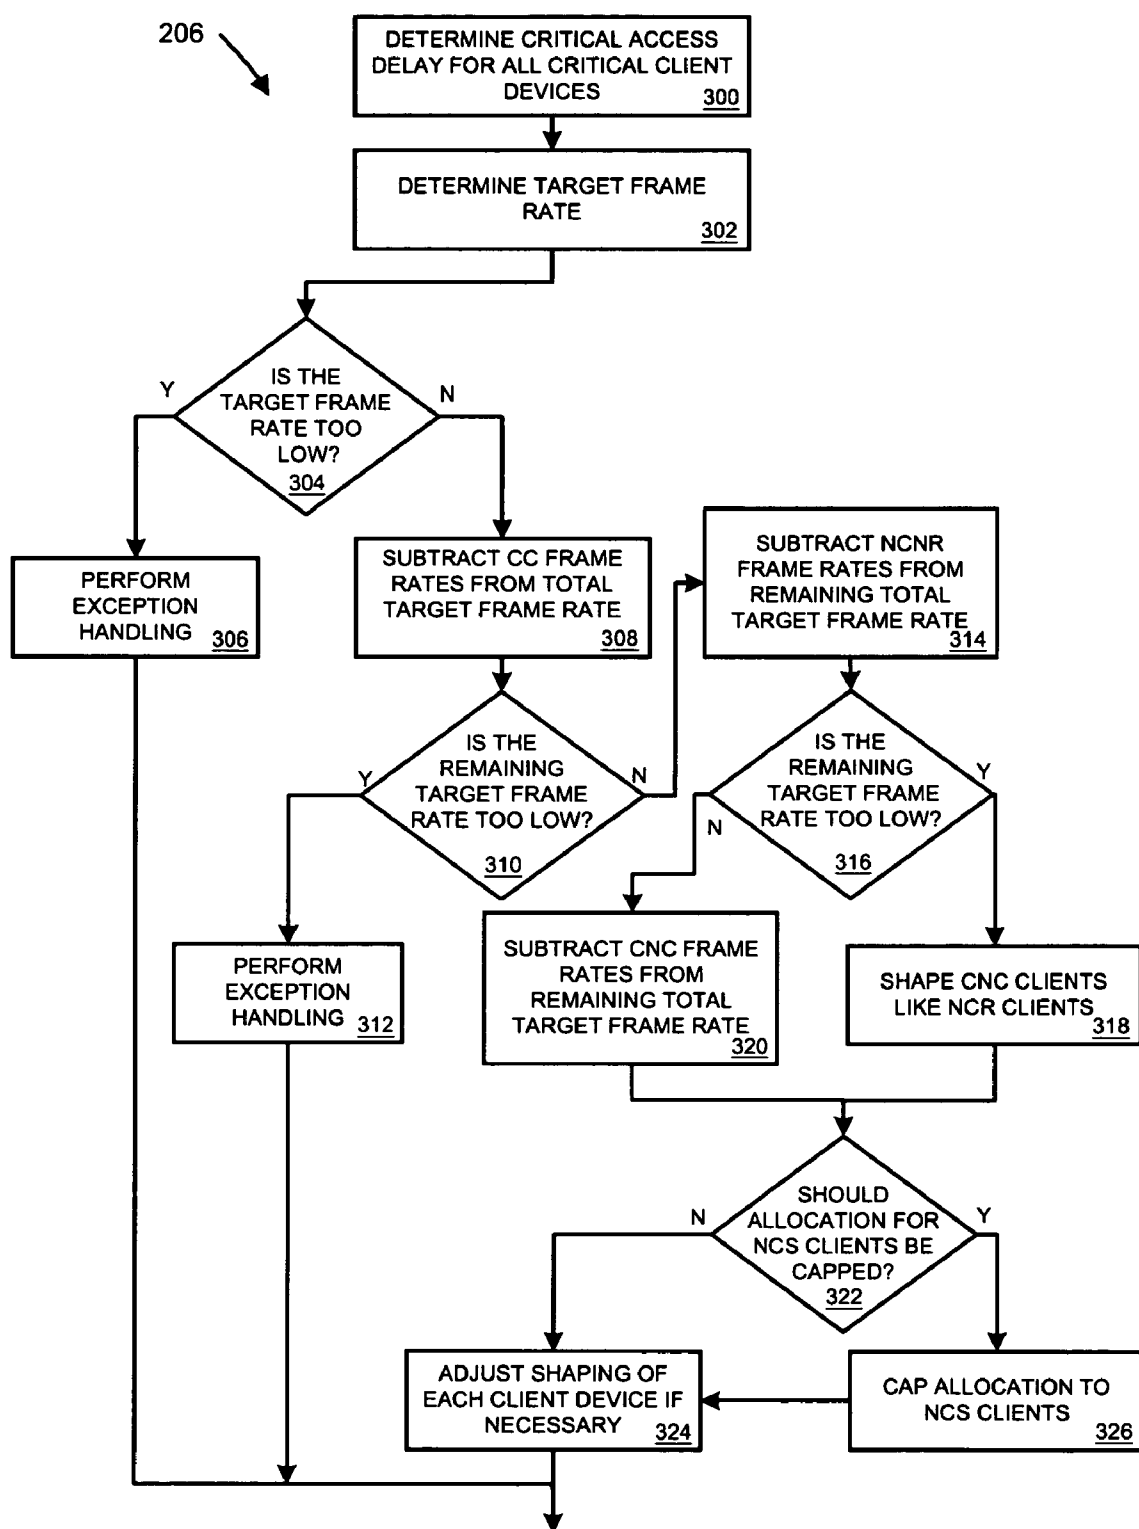 206
DETERMINE CRITICAL ACCESS
DELAY FOR ALL CRITICAL CLIENT
DEVICES
300
DETERMINE TARGET FRAME
RATE
302
IS THE
TARGET FRAME
RATE TOO
LOW?
304
Y
N
PERFORM
EXCEPTION
HANDLING
306
SUBTRACT CC FRAME
RATES FROM TOTAL
TARGET FRAME RATE
308
SUBTRACT NCNR
FRAME RATES FROM
REMAINING TOTAL
TARGET FRAME RATE
314
IS THE
REMAINING
TARGET FRAME
RATE TOO LOW?
310
Y
N
IS THE
REMAINING
TARGET FRAME
RATE TOO LOW?
316
N
Y
PERFORM
EXCEPTION
HANDLING
312
SUBTRACT CNC FRAME
RATES FROM
REMAINING TOTAL
TARGET FRAME RATE
320
SHAPE CNC CLIENTS
LIKE NCR CLIENTS
318
SHOULD
ALLOCATION FOR
NCS CLIENTS BE
CAPPED?
322
N
Y
ADJUST SHAPING OF
EACH CLIENT DEVICE IF
NECESSARY
324
CAP ALLOCATION TO
NCS CLIENTS
326